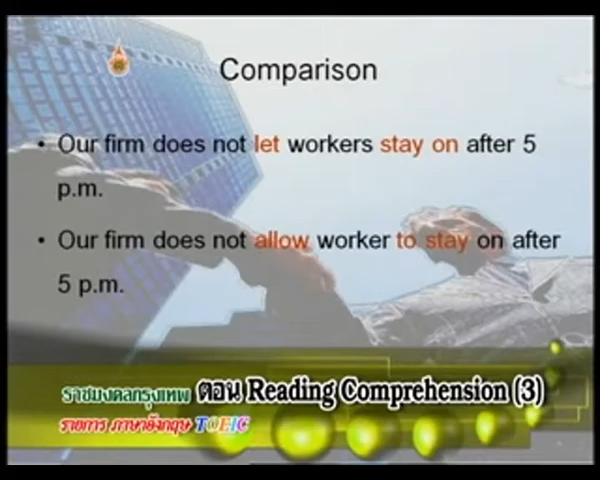 Comparison
• Our firm does not let workers stay on after 5
p.m.
• Our firm does not allow worker to stay on after
5 p.m.
ราชมงคลกรุงเทพ ตอน Reading Comprehension (3)
รายการ ภาษาอังกฤษ TOEIC